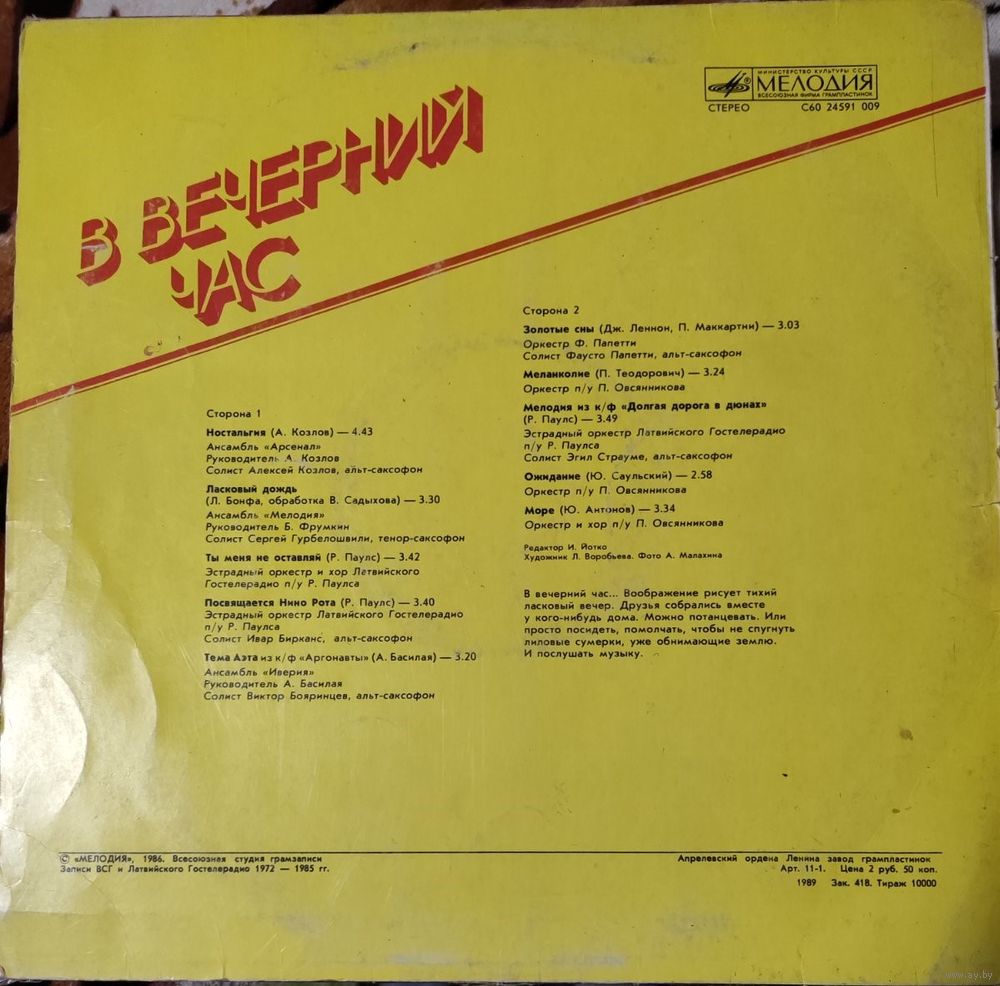 МИНИСТЕРСТВО КУЛЬТУРЫ СССР
МЕЛОДИЯ
ВСЕСОЮЗНАЯ ФИРМА ГРАМПЛАСТИНОК
СТЕРЕО С60 24591 009
В ВЕЧЕРНИЙ
ЧАС
Сторона 1
Ностальгия (А. Козлов) — 4.43
Ансамбль «Арсенал»
Руководитель А. Козлов
Солист Алексей Козлов, альт-саксофон
Ласковый дождь
(Л. Бонфа, обработка В. Садыхова) — 3.30
Ансамбль «Мелодия»
Руководитель Б. Фрумкин
Солист Сергей Гурбелошвили, тенор-саксофон
Ты меня не оставляй (Р. Паулс) — 3.42
Эстрадный оркестр и хор Латвийского
Гостелерадио п/у Р. Паулса
Посвящается Нино Рота (Р. Паулс) — 3.40
Эстрадный оркестр Латвийского Гостелерадио
п/у Р. Паулса
Солист Ивар Бирканс, альт-саксофон
Тема Аэта из к/ф «Аргонавты» (А. Басилая) — 3.20
Ансамбль «Иверия»
Руководитель А. Басилая
Солист Виктор Бояринцев, альт-саксофон
Сторона 2
Золотые сны (Дж. Леннон, П. Маккартни) — 3.03
Оркестр Ф. Папетти
Солист Фаусто Папетти, альт-саксофон
Меланколие (П. Теодорович) — 3.24
Оркестр п/у П. Овсянникова
Мелодия из к/ф «Долгая дорога в дюнах»
(Р. Паулс) — 3.49
Эстрадный оркестр Латвийского Гостелерадио
п/у Р. Паулса
Солист Эгил Страуме, альт-саксофон
Ожидание (Ю. Саульский) — 2.58
Оркестр п/у П. Овсянникова
Море (Ю. Антонов) — 3.34
Оркестр и хор п/у П. Овсянникова
Редактор И. Йотко
Художник Л. Воробьева. Фото А. Малахина
В вечерний час... Воображение рисует тихий
ласковый вечер. Друзья собрались вместе
у кого-нибудь дома. Можно потанцевать. Или
просто посидеть, помолчать, чтобы не спугнуть
лиловые сумерки, уже обнимающие землю.
И послушать музыку.
© «МЕЛОДИЯ», 1986. Всесоюзная студия грамзаписи
Записи ВСГ и Латвийского Гостелерадио 1972 — 1985 гг.
Апрелевский ордена Ленина завод грампластинок
Арт. 11-1. Цена 2 руб. 50 коп.
1989 Зак. 418. Тираж 10000
www.ay.by